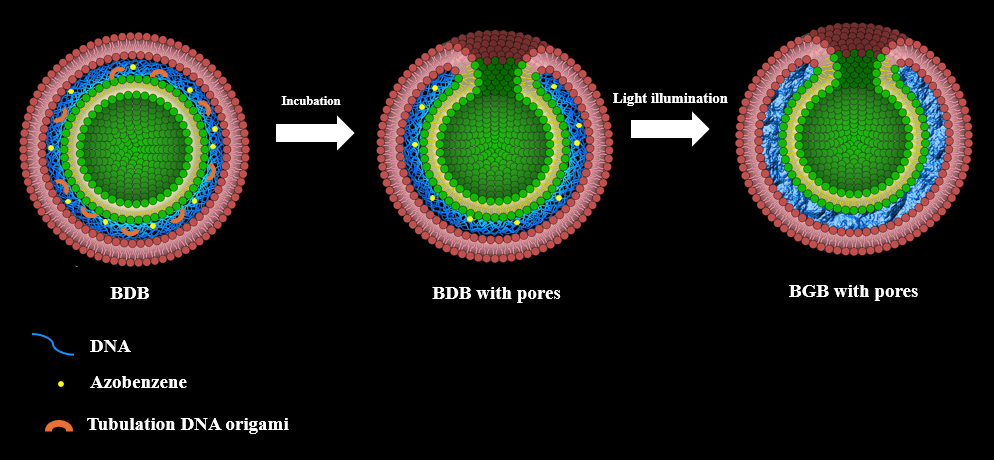 Incubation
Light illumination
BDB
BDB with pores
BGB with pores
DNA
Azobenzene
Tubulation DNA origami